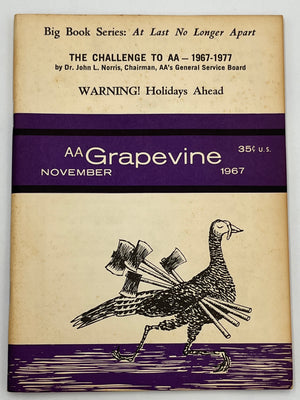 Big Book Series: At Last No Longer Apart
THE CHALLENGE TO AA — 1967-1977
by Dr. John L. Norris, Chairman, AA's General Service Board
WARNING! Holidays Ahead
AA Grapevine 35¢ U.S.
NOVEMBER 1967